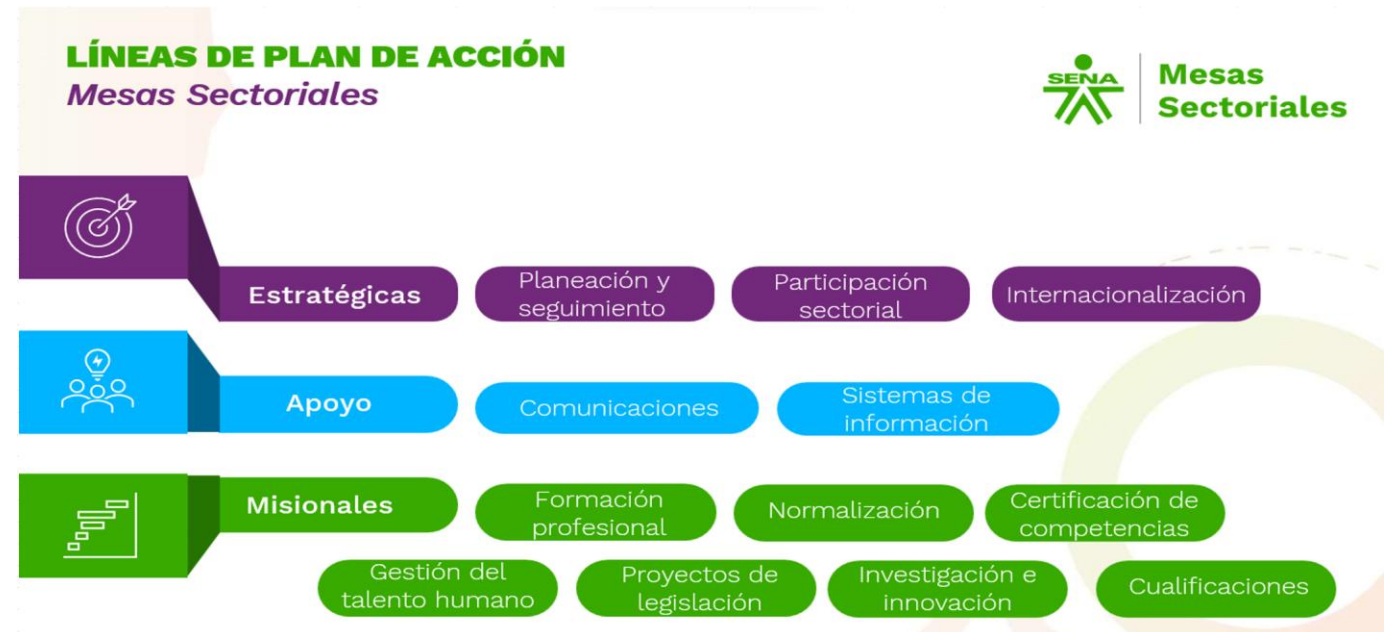 LÍNEAS DE PLAN DE ACCIÓN
Mesas Sectoriales
SENA
Mesas
Sectoriales
Estratégicas
Planeación y
seguimiento
Participación
sectorial
Internacionalización
Apoyo
Comunicaciones
Sistemas de
información
Misionales
Formación
profesional
Normalización
Certificación de
competencias
Gestión del
talento humano
Proyectos de
legislación
Investigación e
innovación
Cualificaciones